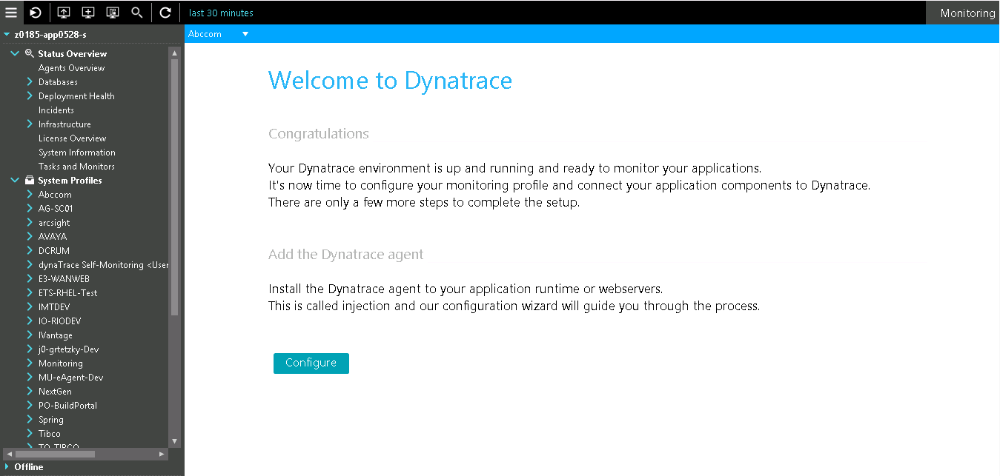 last 30 minutes
Monitoring
z0185-app0528-s
Abccom
Status Overview
Agents Overview
Databases
Deployment Health
Incidents
Infrastructure
License Overview
System Information
Tasks and Monitors
System Profiles
Abccom
AG-SC01
arcsight
AVAYA
DCRUM
dynaTrace Self-Monitoring <User
E3-WANWEB
ETS-RHEL-Test
IMTDEV
IO-RIODEV
IVantage
j0-grtetzky-Dev
Monitoring
MU-eAgent-Dev
NextGen
PO-BuildPortal
Spring
Tibco
TO-TIBCO
Offline
Welcome to Dynatrace
Congratulations
Your Dynatrace environment is up and running and ready to monitor your applications.
It's now time to configure your monitoring profile and connect your application components to Dynatrace.
There are only a few more steps to complete the setup.
Add the Dynatrace agent
Install the Dynatrace agent to your application runtime or webservers.
This is called injection and our configuration wizard will guide you through the process.
Configure